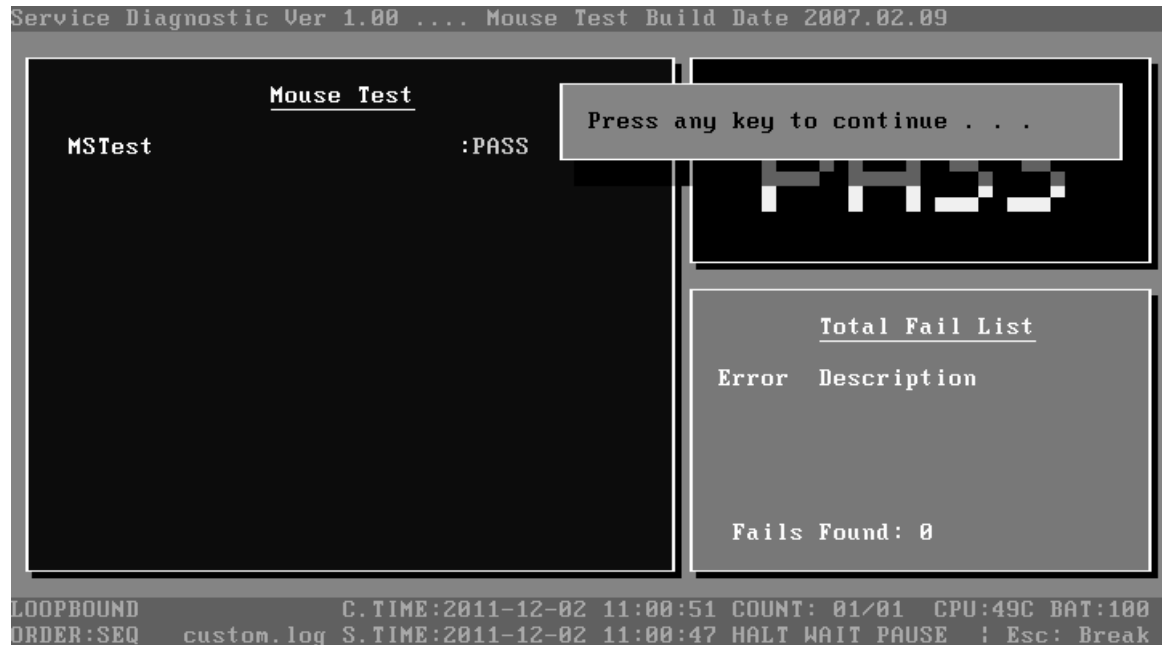 Service Diagnostic Ver 1.00 .... Mouse Test Build Date 2007.02.09
Mouse Test
MSTest :PASS
Press any key to continue . . .
PASS
Total Fail List
Error Description
Fails Found: 0
LOOPBOUND C.TIME:2011-12-02 11:00:51 COUNT: 01/01 CPU:49C BAT:100
ORDER:SEQ custom.log S.TIME:2011-12-02 11:00:47 HALT WAIT PAUSE ¦ Esc: Break